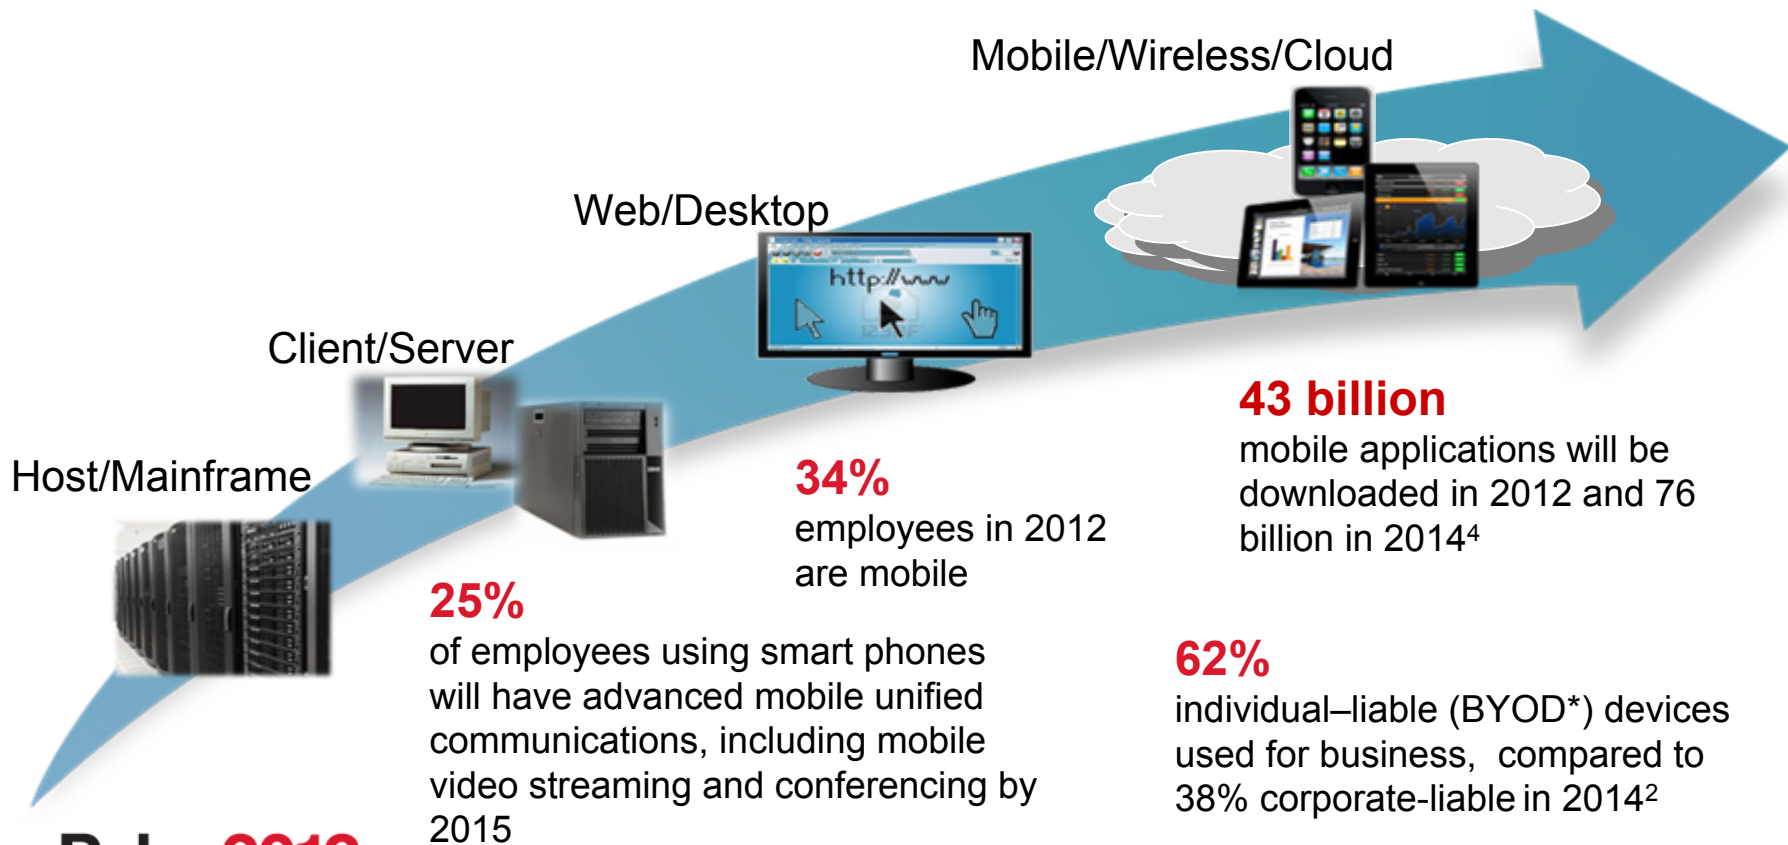 Mobile/Wireless/Cloud
Web/Desktop
http://www
Client/Server
Host/Mainframe
43 billion
mobile applications will be
downloaded in 2012 and 76
billion in 2014⁴
34%
employees in 2012
are mobile
25%
of employees using smart phones
will have advanced mobile unified
communications, including mobile
video streaming and conferencing by
2015
62%
individual–liable (BYOD*) devices
used for business, compared to
38% corporate-liable in 2014²
2012